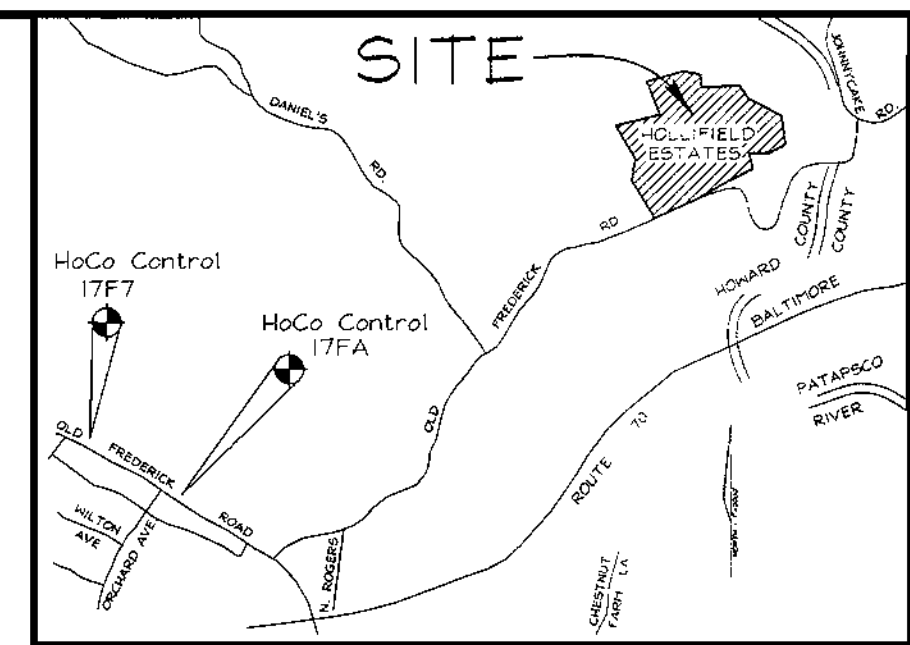 SITE
DANIEL'S
RD.
JOHNNYCAKE
RD.
HOLLIFIELD
ESTATES
RD
FREDERICK
OLD
COUNTY
COUNTY
HOWARD
BALTIMORE
PATAPSCO
RIVER
HoCo Control
17F7
HoCo Control
17FA
OLD
FREDERICK
ROAD
WILTON
AVE
ORCHARD AVE
N. ROGERS
ROUTE
TO
CHESTNUT
FARM LA